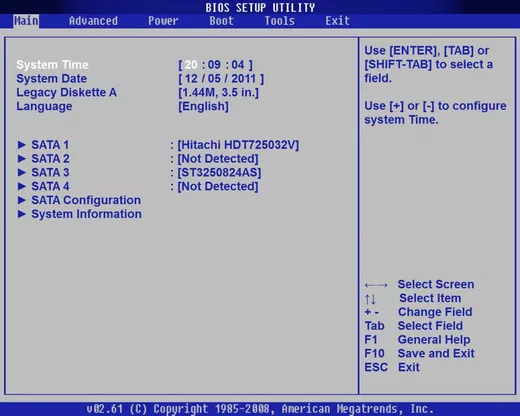 BIOS SETUP UTILITY
Main Advanced Power Boot Tools Exit
System Time [ 20 : 09 : 04 ]
System Date [ 12 / 05 / 2011 ]
Legacy Diskette A [1.44M, 3.5 in.]
Language [English]
► SATA 1 : [Hitachi HDT725032V]
► SATA 2 : [Not Detected]
► SATA 3 : [ST3250824AS]
► SATA 4 : [Not Detected]
► SATA Configuration
► System Information
Use [ENTER], [TAB] or
[SHIFT-TAB] to select a
field.
Use [+] or [-] to configure
system Time.
←→ Select Screen
↑↓ Select Item
+ - Change Field
Tab Select Field
F1 General Help
F10 Save and Exit
ESC Exit
v02.61 (C) Copyright 1985-2008, American Megatrends, Inc.